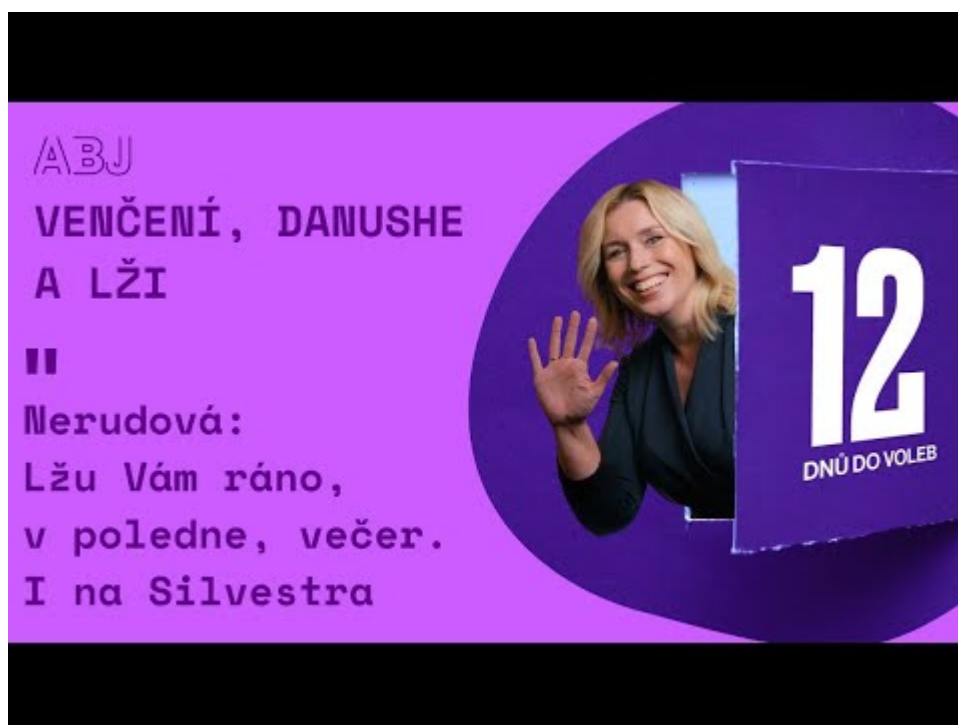 ABJ
VENČENÍ, DANUSHE
A LŽI
"
Nerudová:
Lžu Vám ráno,
v poledne, večer.
I na Silvestra
12
DNŮ DO VOLEB